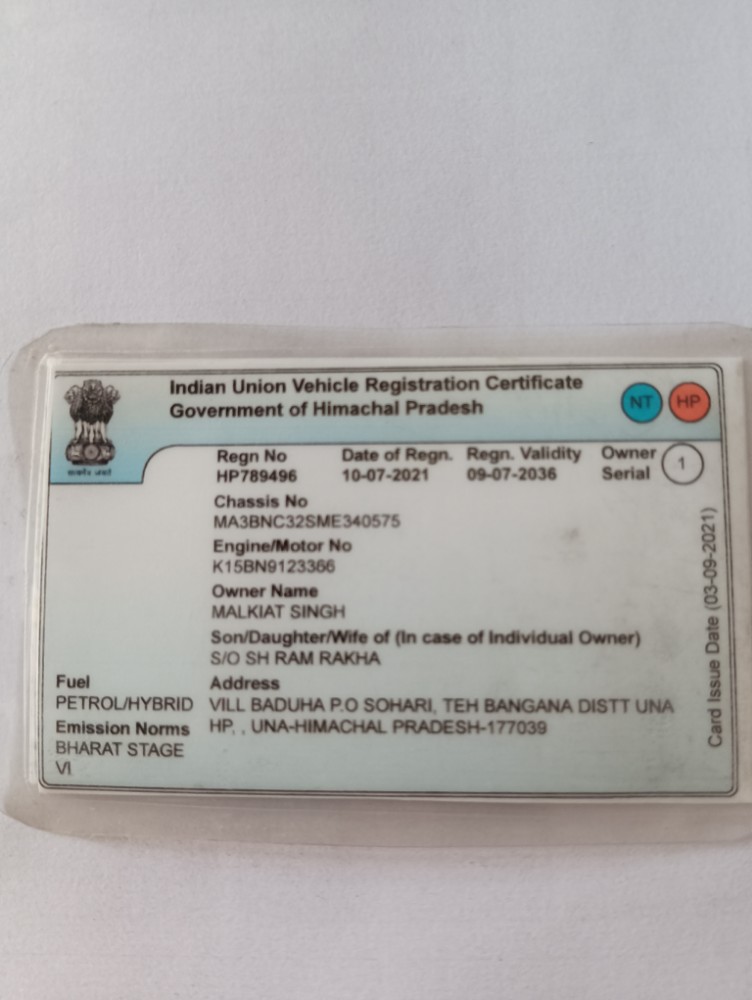 Indian Union Vehicle Registration Certificate
Government of Himachal Pradesh
NT HP
Regn No Date of Regn. Regn. Validity Owner Serial 1
HP789496 10-07-2021 09-07-2036
Chassis No
MA3BNC32SME340575
Engine/Motor No
K15BN9123366
Owner Name
MALKIAT SINGH
Son/Daughter/Wife of (In case of Individual Owner)
S/O SH RAM RAKHA
Fuel
PETROL/HYBRID
Emission Norms
BHARAT STAGE
VI
Address
VILL BADUHA P.O SOHARI, TEH BANGANA DISTT UNA
HP, , UNA-HIMACHAL PRADESH-177039
Card Issue Date (03-09-2021)